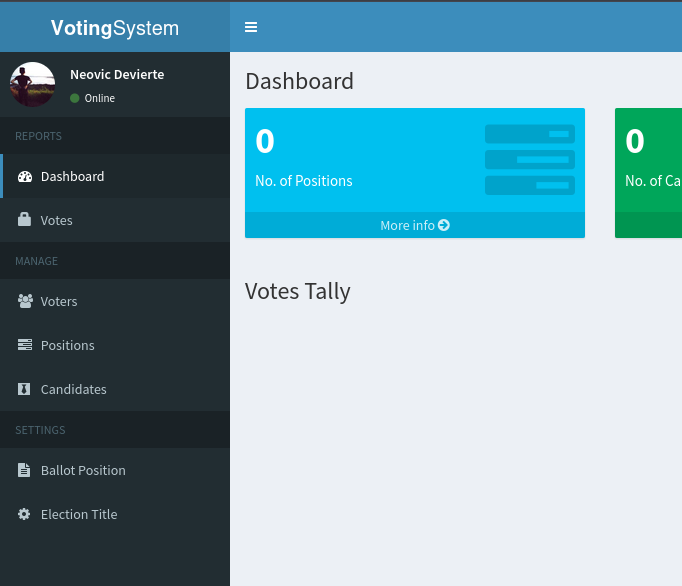 VotingSystem
Neovic Devierte
Online
REPORTS
Dashboard
Votes
MANAGE
Voters
Positions
Candidates
SETTINGS
Ballot Position
Election Title
Dashboard
0
No. of Positions
More info
0
No. of Ca
Votes Tally